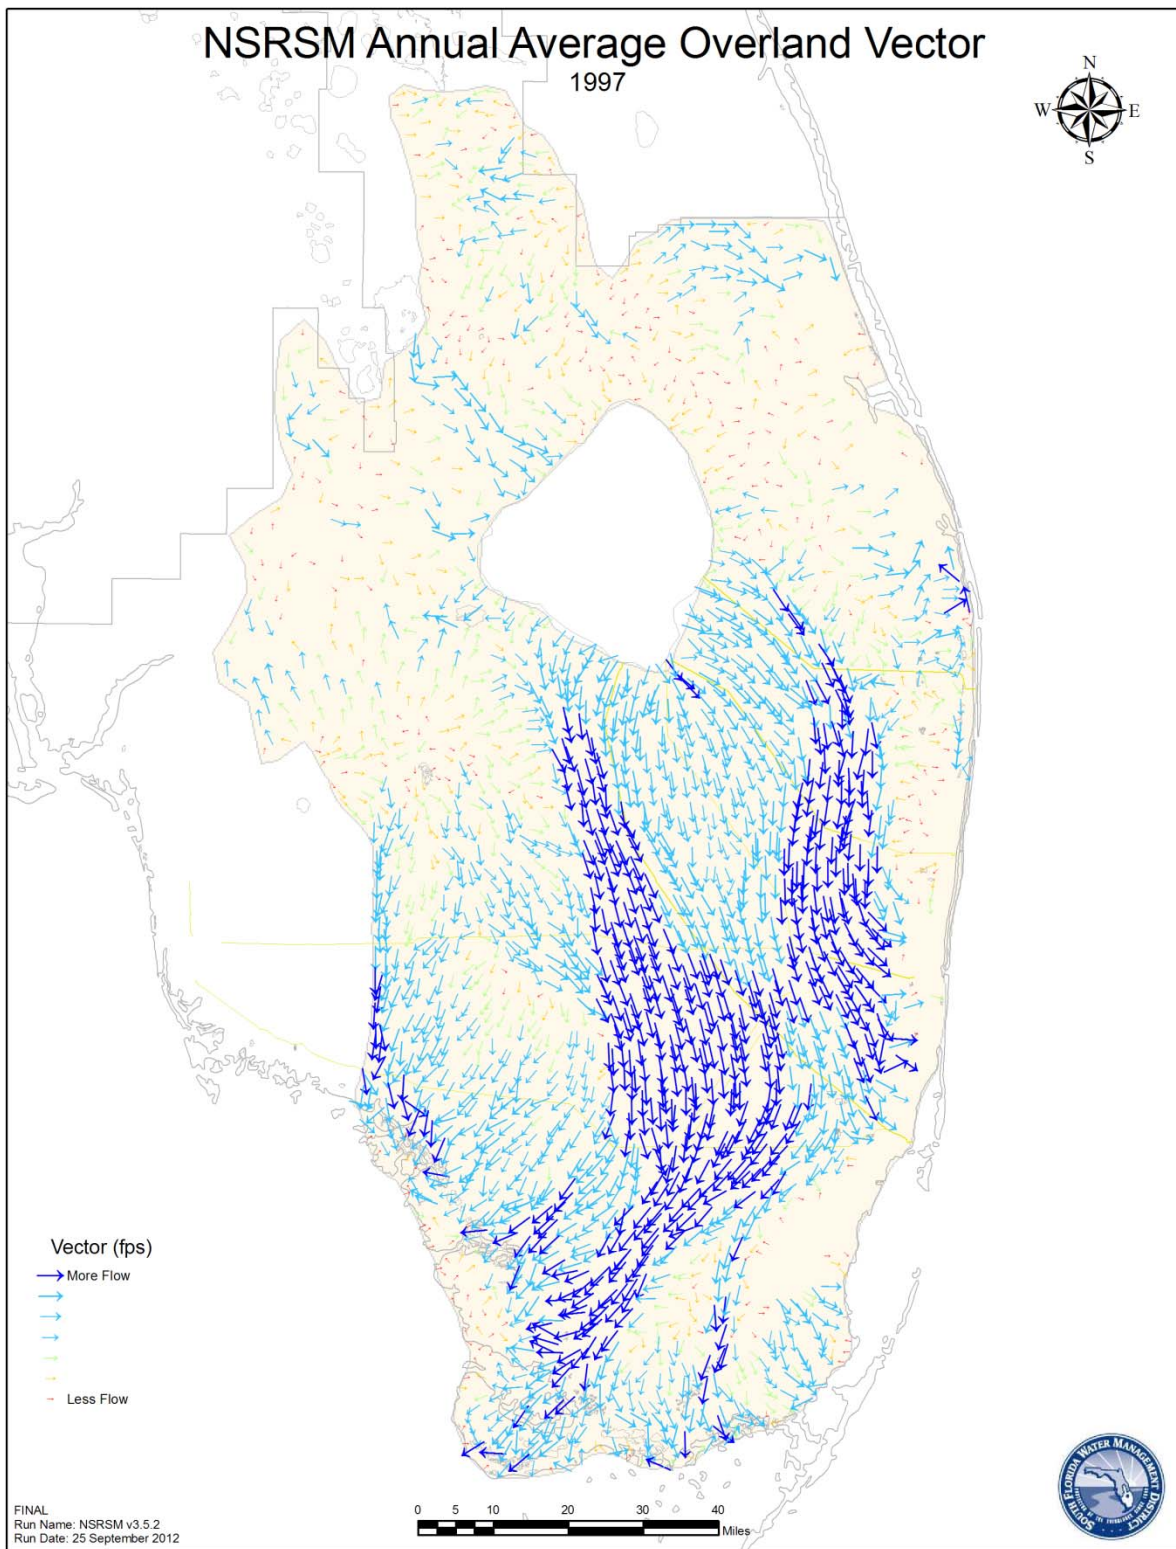 NSRSM Annual Average Overland Vector
1997
N
W E
S
Vector (fps)
More Flow
Less Flow
FINAL
Run Name: NSRSM v3.5.2
Run Date: 25 September 2012
0 5 10 20 30 40
Miles
SOUTH FLORIDA WATER MANAGEMENT DISTRICT